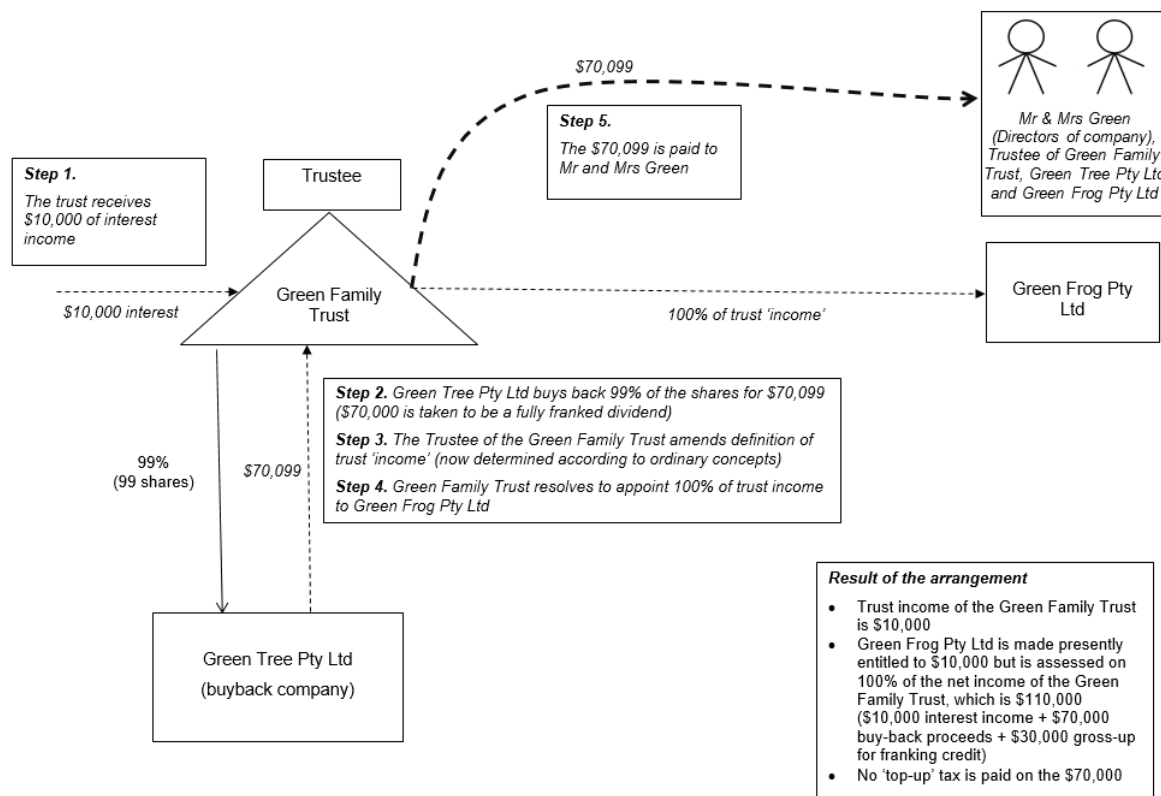 $70,099
Mr & Mrs Green
(Directors of company),
Trustee of Green Family
Trust, Green Tree Pty Ltd
and Green Frog Pty Ltd
Step 5.
The $70,099 is paid to
Mr and Mrs Green
Step 1.
The trust receives
$10,000 of interest
income
Trustee
Green Family
Trust
$10,000 interest
100% of trust ‘income’
Green Frog Pty
Ltd
Step 2. Green Tree Pty Ltd buys back 99% of the shares for $70,099
($70,000 is taken to be a fully franked dividend)
Step 3. The Trustee of the Green Family Trust amends definition of
trust ‘income’ (now determined according to ordinary concepts)
Step 4. Green Family Trust resolves to appoint 100% of trust income
to Green Frog Pty Ltd
99%
(99 shares)
$70,099
Green Tree Pty Ltd
(buyback company)
Result of the arrangement
• Trust income of the Green Family Trust
is $10,000
• Green Frog Pty Ltd is made presently
entitled to $10,000 but is assessed on
100% of the net income of the Green
Family Trust, which is $110,000
($10,000 interest income + $70,000
buy-back proceeds + $30,000 gross-up
for franking credit)
• No ‘top-up’ tax is paid on the $70,000